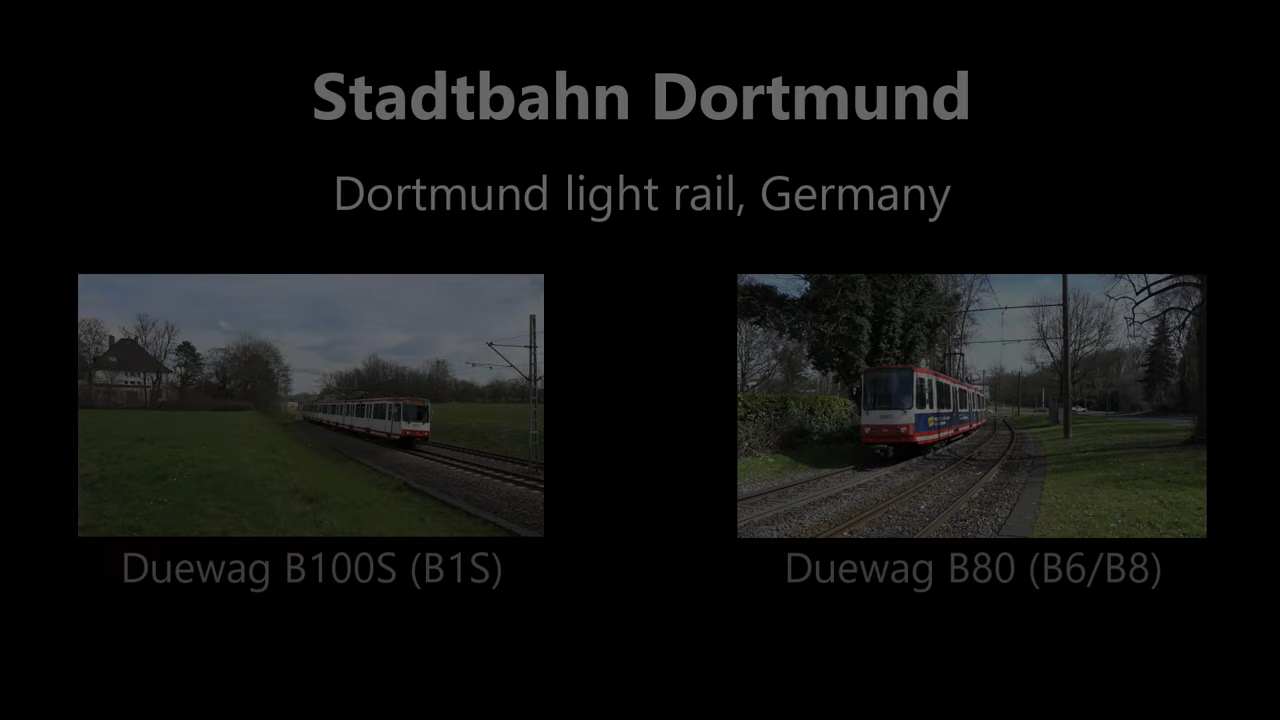 Stadtbahn Dortmund
Dortmund light rail, Germany
Duewag B100S (B1S)
Duewag B80 (B6/B8)